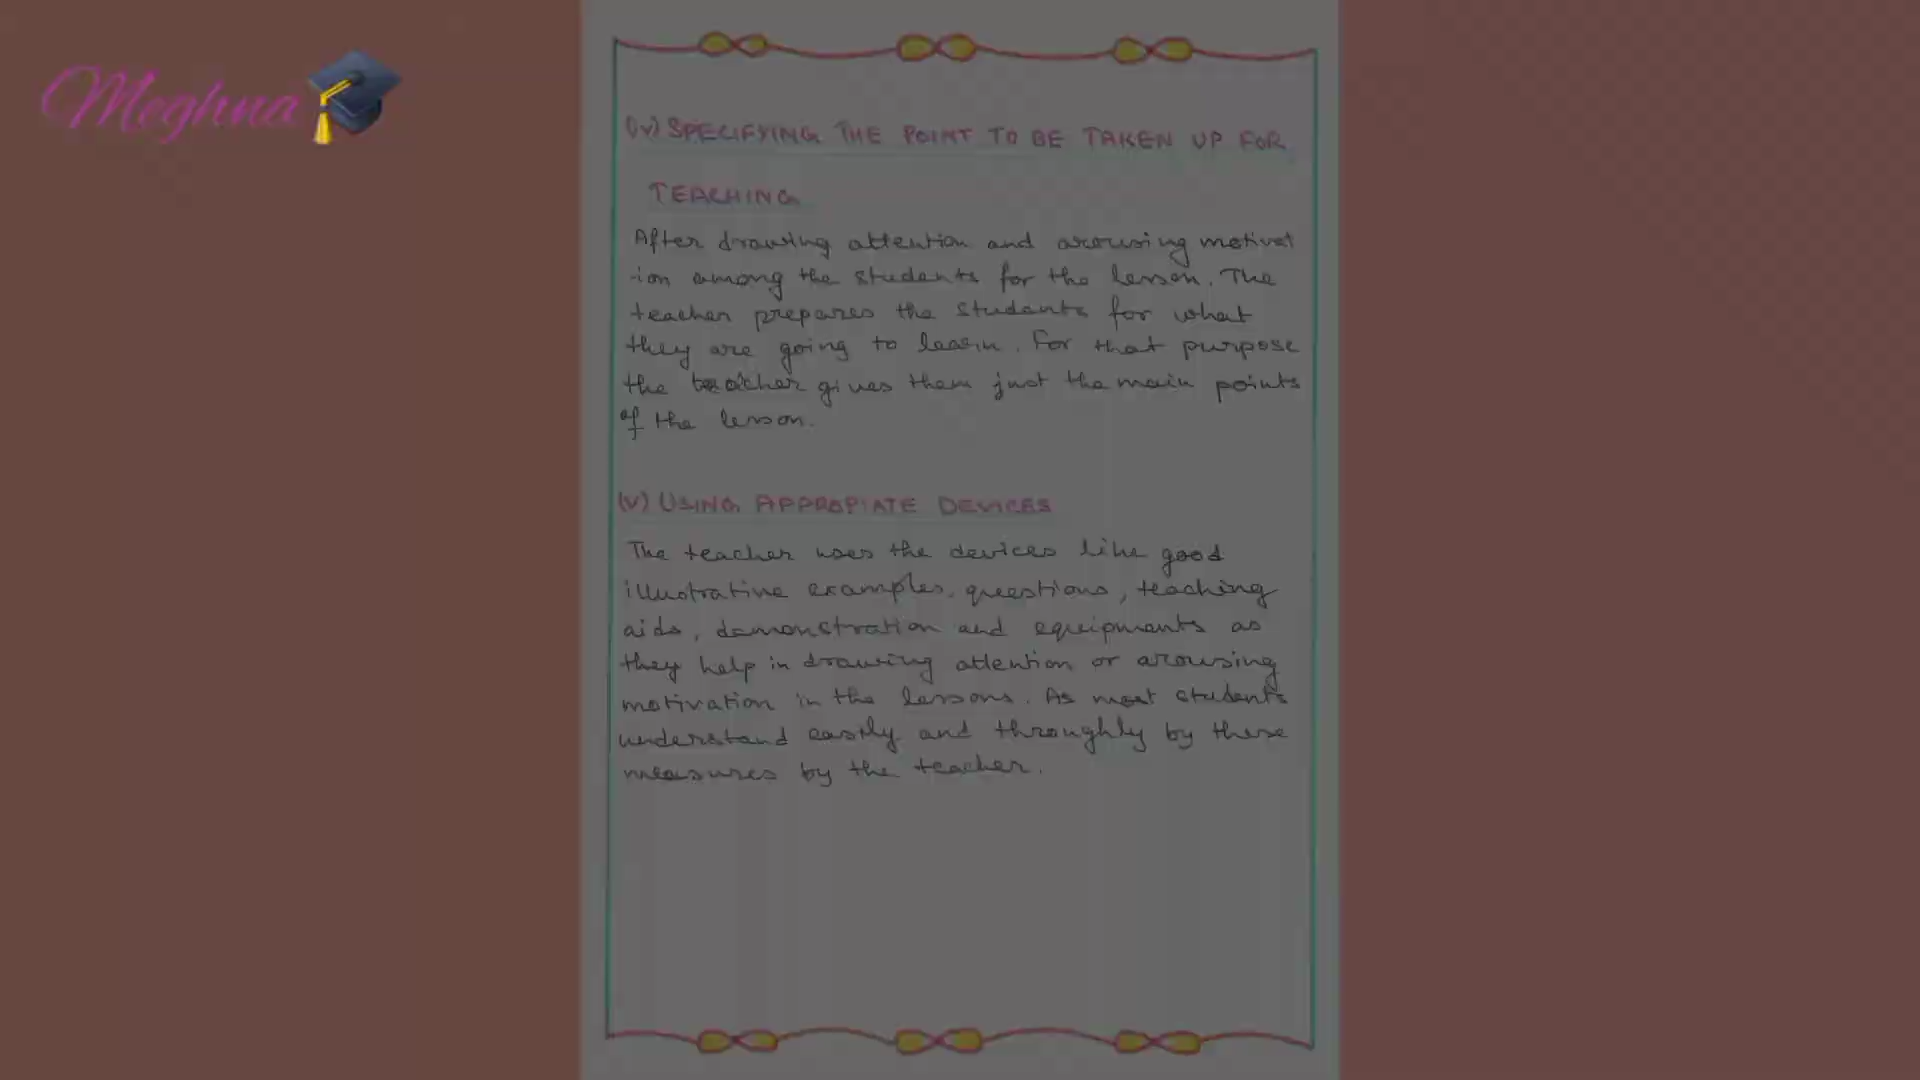 Meghna
(iv) SPECIFYING THE POINT TO BE TAKEN UP FOR
TEACHING
After drawing attention and arousing motivat
-ion among the students for the lesson. The
teacher prepares the students for what
they are going to learn. For that purpose
the teacher gives them just the main points
of the lesson.
(v) USING APPROPIATE DEVICES
The teacher uses the devices like good
illustrative examples, questions, teaching
aids, demonstration and equipments as
they help in drawing attention or arousing
motivation in the lessons. As most students
understand easily and throughly by these
measures by the teacher.